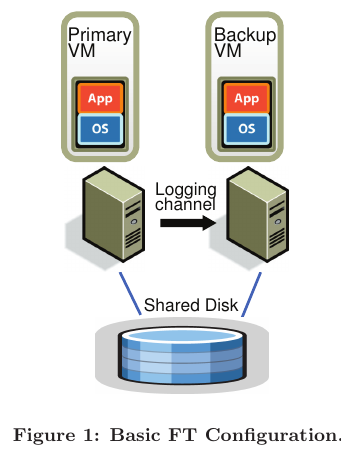 Primary
VM
App
OS
Backup
VM
App
OS
Logging
channel
Shared Disk
Figure 1: Basic FT Configuration.